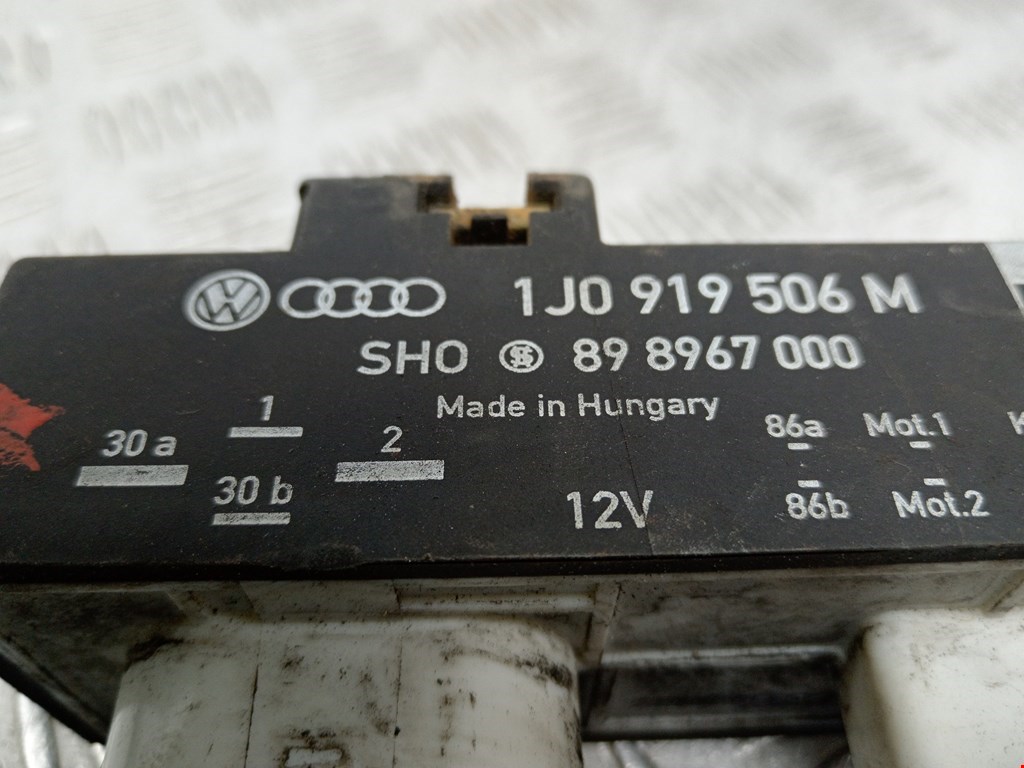 1J0 919 506 M
SHO 89 8967 000
Made in Hungary
1
30 a
2
30 b
12V
86a Mot.1
86b Mot.2